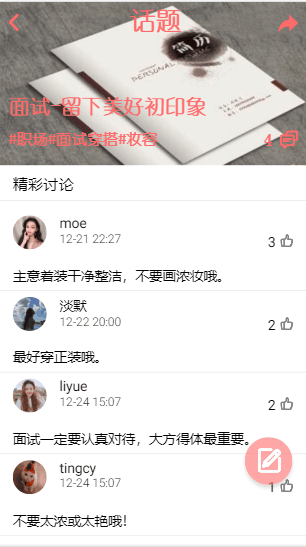 话题
简历
PERSONAL
面试 留下美好初印象
#职场#面试穿搭#妆容
4
精彩讨论
moe
12-21 22:27
3
主意着装干净整洁，不要画浓妆哦。
淡默
12-22 20:00
2
最好穿正装哦。
liyue
12-24 15:07
2
面试一定要认真对待，大方得体最重要。
tingcy
12-24 15:07
1
不要太浓或太艳哦!